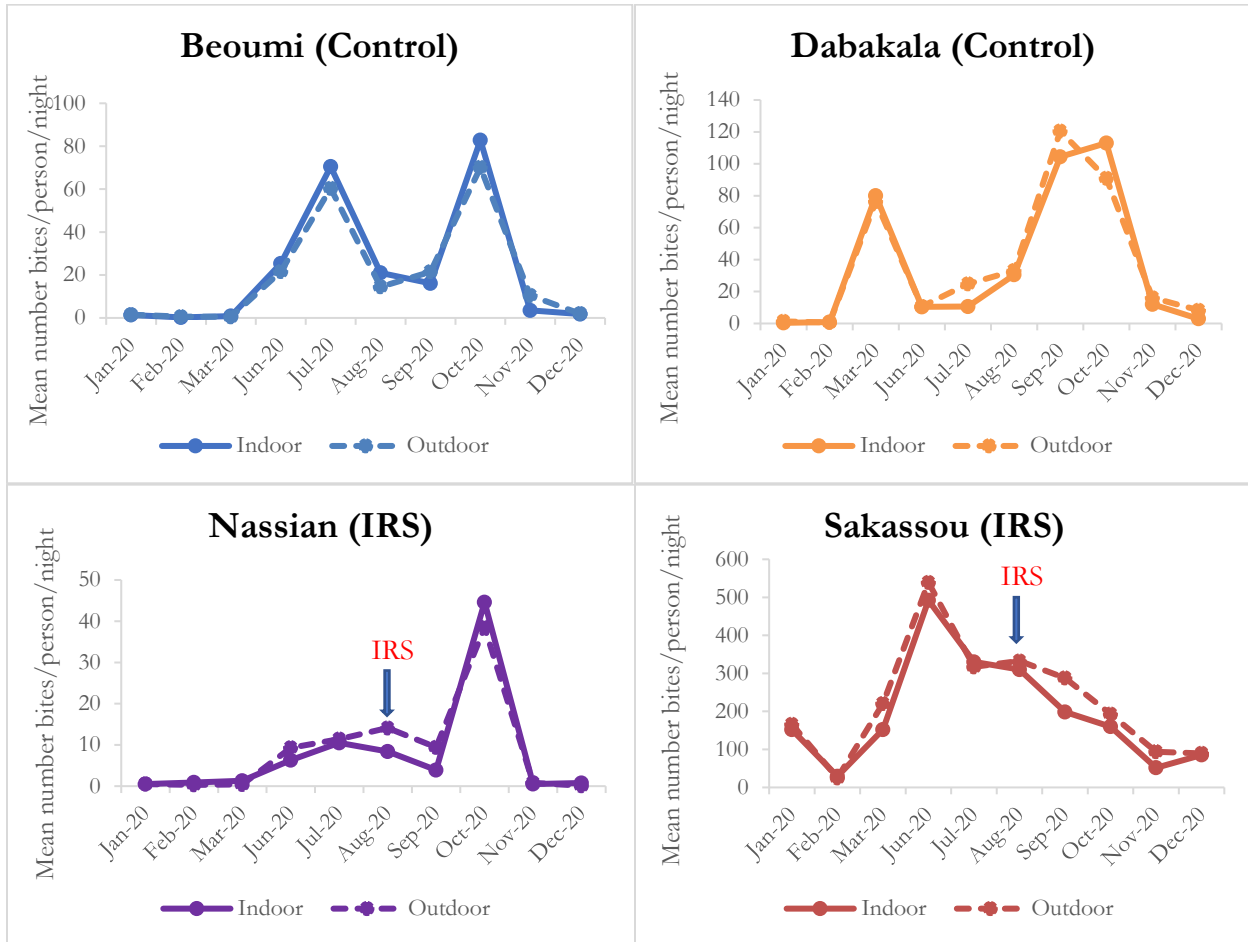 Beoumi (Control)
Mean number bites/person/night
100
80
60
40
20
0
Jan-20
Feb-20
Mar-20
Jun-20
Jul-20
Aug-20
Sep-20
Oct-20
Nov-20
Dec-20
Indoor
Outdoor
Dabakala (Control)
Mean number bites/person/night
140
120
100
80
60
40
20
0
Jan-20
Feb-20
Mar-20
Jun-20
Jul-20
Aug-20
Sep-20
Oct-20
Nov-20
Dec-20
Indoor
Outdoor
Nassian (IRS)
Mean number bites/person/night
50
40
30
20
10
0
IRS
Jan-20
Feb-20
Mar-20
Jun-20
Jul-20
Aug-20
Sep-20
Oct-20
Nov-20
Dec-20
Indoor
Outdoor
Sakassou (IRS)
Mean number bites/person/night
600
500
400
300
200
100
0
IRS
Jan-20
Feb-20
Mar-20
Jun-20
Jul-20
Aug-20
Sep-20
Oct-20
Nov-20
Dec-20
Indoor
Outdoor